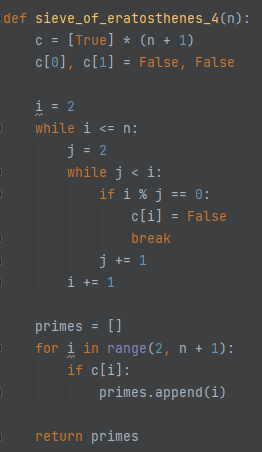 def sieve_of_eratosthenes_4(n):
    c = [True] * (n + 1)
    c[0], c[1] = False, False

    i = 2
    while i <= n:
        j = 2
        while j < i:
            if i % j == 0:
                c[i] = False
                break
            j += 1
        i += 1

    primes = []
    for i in range(2, n + 1):
        if c[i]:
            primes.append(i)

    return primes